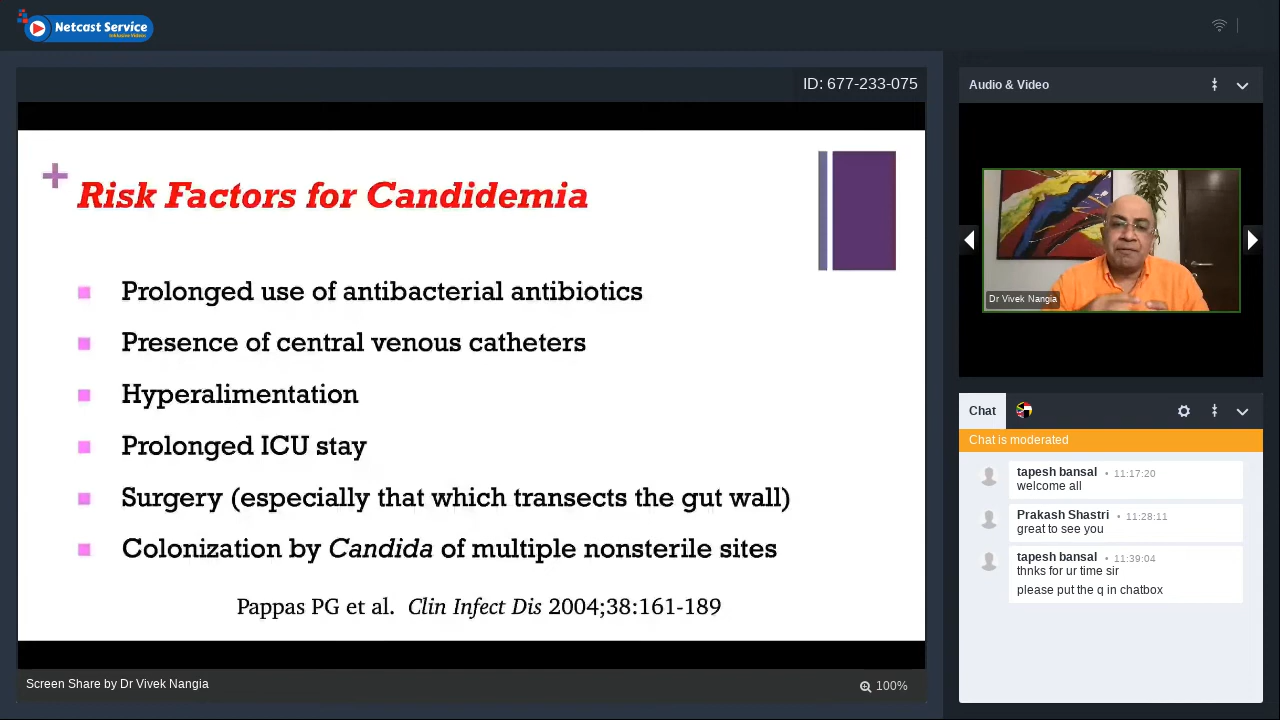 Netcast Service
ID: 677-233-075
+ Risk Factors for Candidemia
Prolonged use of antibacterial antibiotics
Presence of central venous catheters
Hyperalimentation
Prolonged ICU stay
Surgery (especially that which transects the gut wall)
Colonization by Candida of multiple nonsterile sites
Pappas PG et al. Clin Infect Dis 2004;38:161-189
Screen Share by Dr Vivek Nangia
100%
Audio & Video
Dr Vivek Nangia
Chat
Chat is moderated
tapesh bansal • 11:17:20
welcome all
Prakash Shastri • 11:28:11
great to see you
tapesh bansal • 11:39:04
thnks for ur time sir
please put the q in chatbox